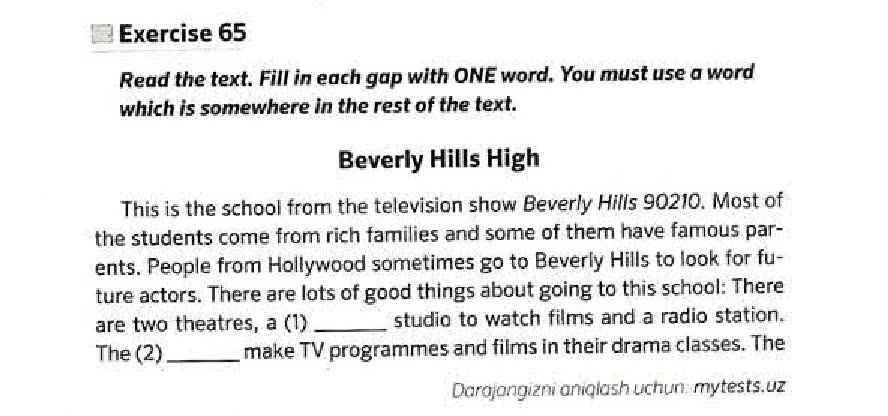 Exercise 65
Read the text. Fill in each gap with ONE word. You must use a word
which is somewhere in the rest of the text.
Beverly Hills High
This is the school from the television show Beverly Hills 90210. Most of
the students come from rich families and some of them have famous par-
ents. People from Hollywood sometimes go to Beverly Hills to look for fu-
ture actors. There are lots of good things about going to this school: There
are two theatres, a (1) _______ studio to watch films and a radio station.
The (2) _______ make TV programmes and films in their drama classes. The
Darajangizni aniqlash uchun: mytests.uz